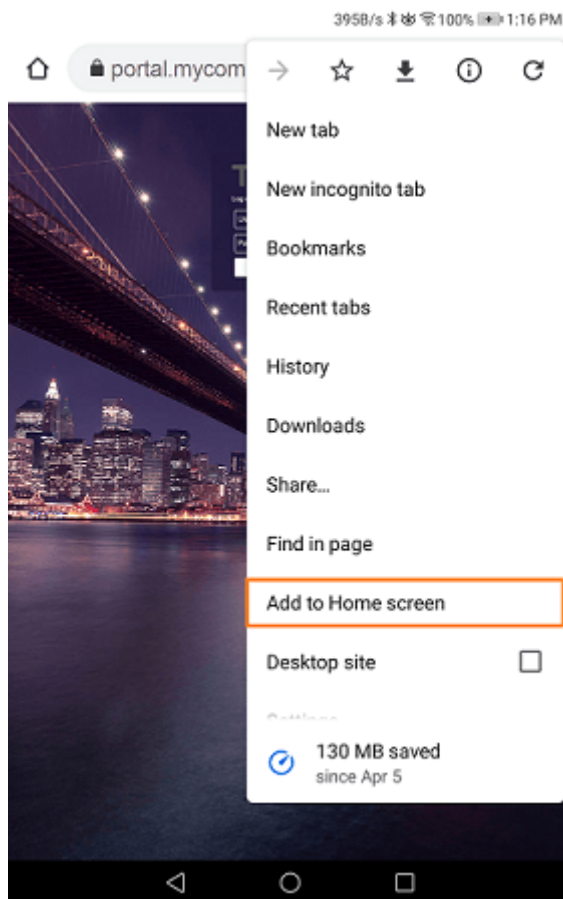 395B/s 100% 1:16 PM
portal.mycom
New tab
New incognito tab
Bookmarks
Recent tabs
History
Downloads
Share...
Find in page
Add to Home screen
Desktop site
Settings
130 MB saved
since Apr 5